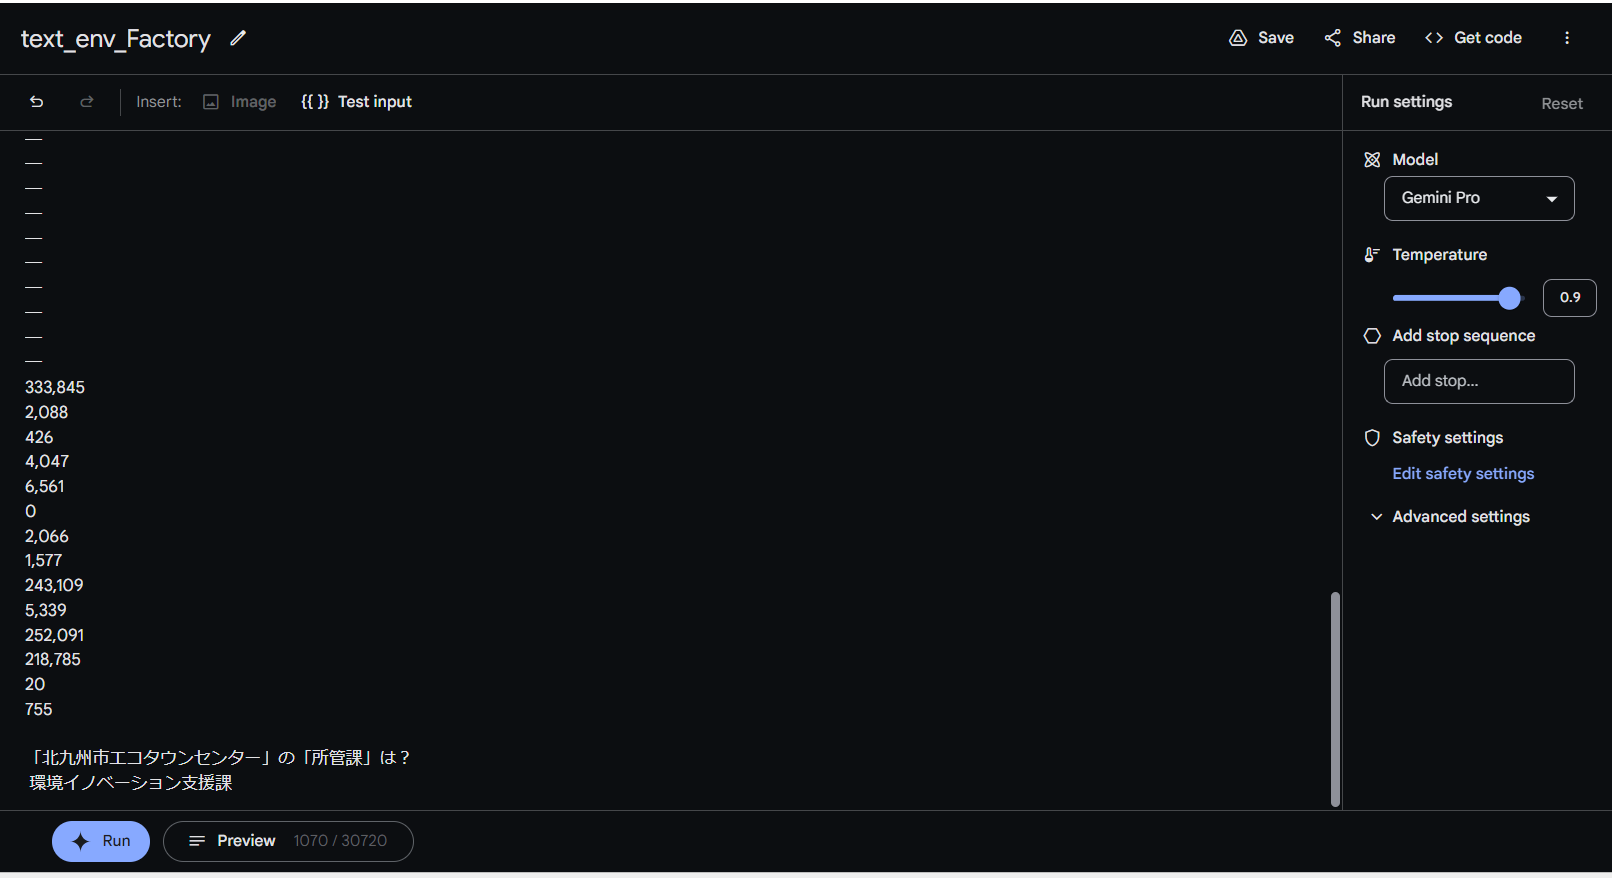 text_env_Factory
Save
Share
Get code
Insert:
Image
{{ }} Test input
Run settings
Reset
—
—
—
—
—
—
—
—
—
—
333,845
2,088
426
4,047
6,561
0
2,066
1,577
243,109
5,339
252,091
218,785
20
755
「北九州市エコタウンセンター」の「所管課」は？
環境イノベーション支援課
Model
Gemini Pro
Temperature
0.9
Add stop sequence
Add stop...
Safety settings
Edit safety settings
Advanced settings
Run
Preview 1070 / 30720